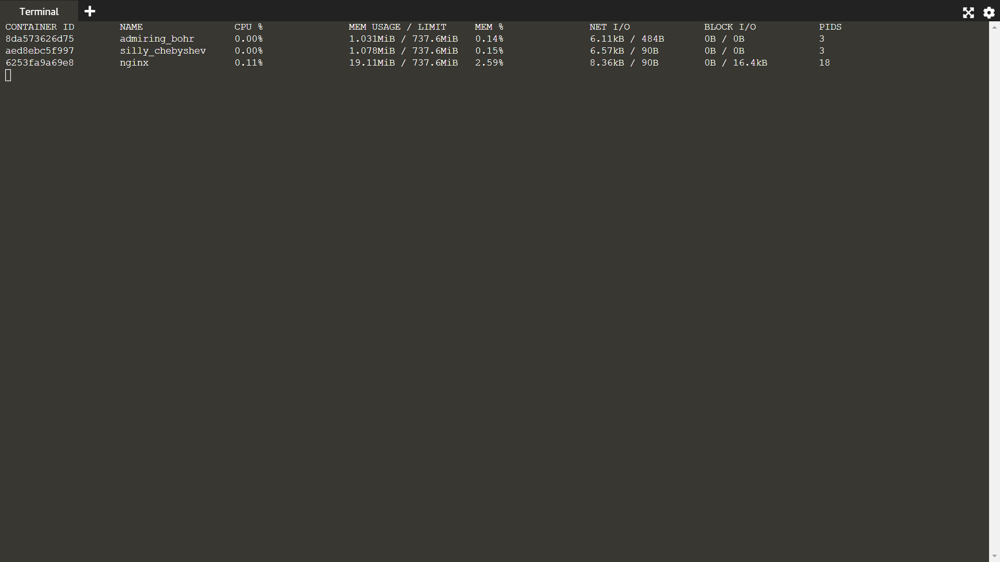 Terminal
CONTAINER ID NAME CPU % MEM USAGE / LIMIT MEM % NET I/O BLOCK I/O PIDS
8da573626d75 admiring_bohr 0.00% 1.031MiB / 737.6MiB 0.14% 6.11kB / 484B 0B / 0B 3
aed8ebc5f997 silly_chebyshev 0.00% 1.078MiB / 737.6MiB 0.15% 6.57kB / 90B 0B / 0B 3
6253fa9a69e8 nginx 0.11% 19.11MiB / 737.6MiB 2.59% 8.36kB / 90B 0B / 16.4kB 18